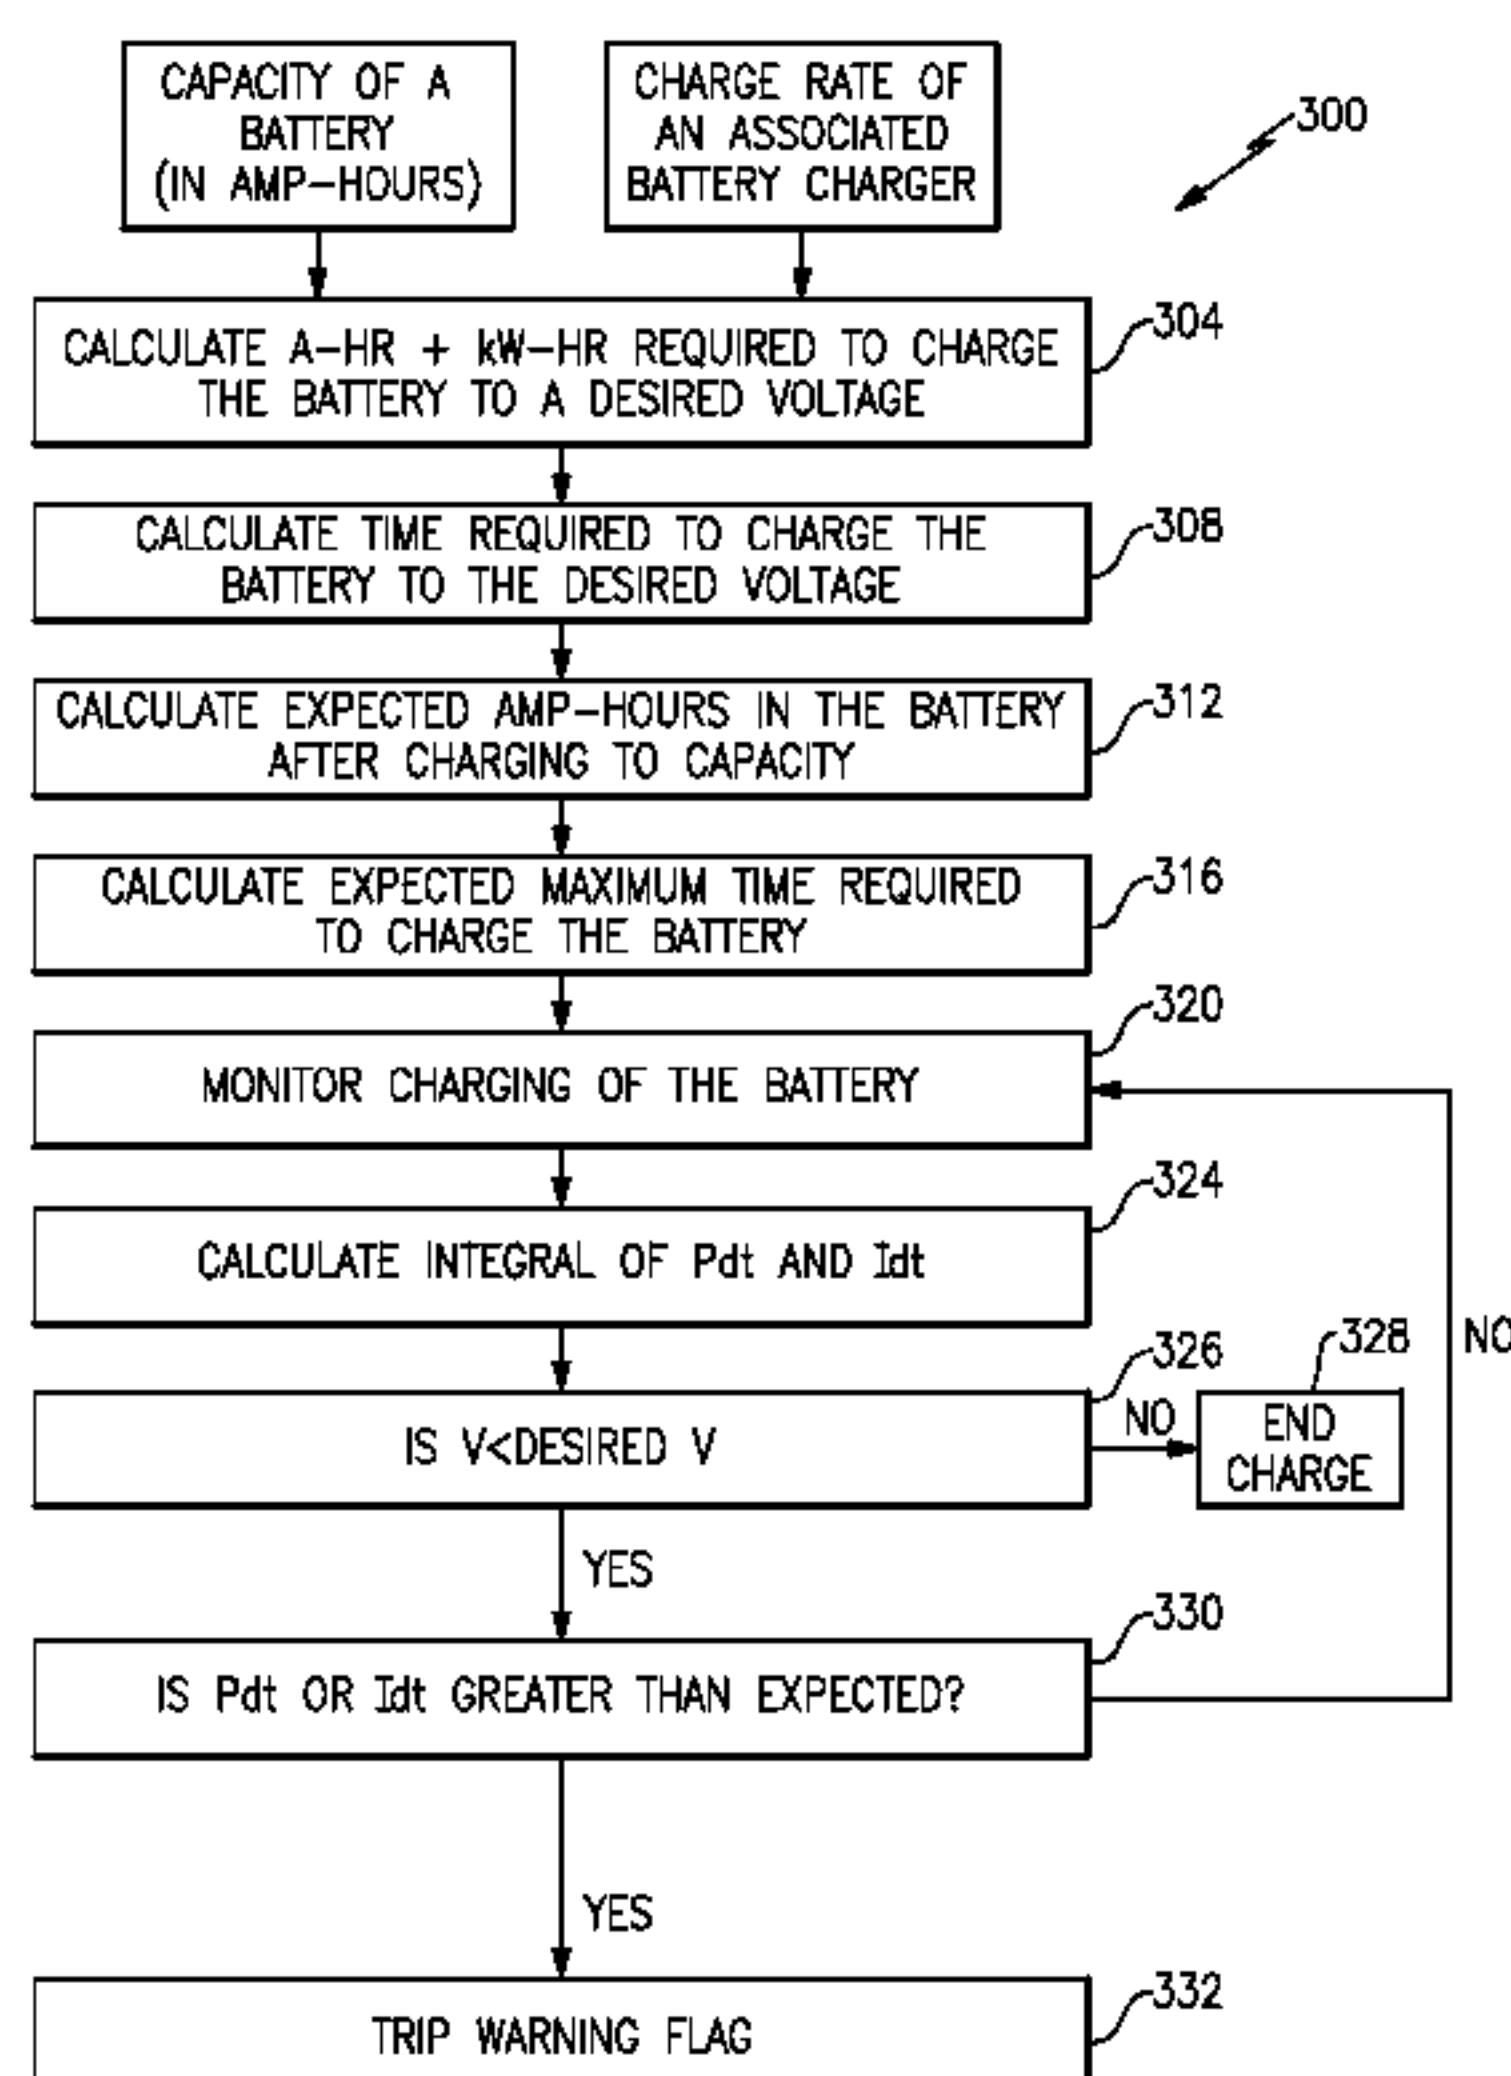 CAPACITY OF A
BATTERY
(IN AMP-HOURS)
CHARGE RATE OF
AN ASSOCIATED
BATTERY CHARGER
300
CALCULATE A-HR + kW-HR REQUIRED TO CHARGE
THE BATTERY TO A DESIRED VOLTAGE
304
CALCULATE TIME REQUIRED TO CHARGE THE
BATTERY TO THE DESIRED VOLTAGE
308
CALCULATE EXPECTED AMP-HOURS IN THE BATTERY
AFTER CHARGING TO CAPACITY
312
CALCULATE EXPECTED MAXIMUM TIME REQUIRED
TO CHARGE THE BATTERY
316
MONITOR CHARGING OF THE BATTERY
320
CALCULATE INTEGRAL OF Pdt AND Idt
324
IS V<DESIRED V
326
NO
END
CHARGE
328
NO
YES
IS Pdt OR Idt GREATER THAN EXPECTED?
330
YES
TRIP WARNING FLAG
332